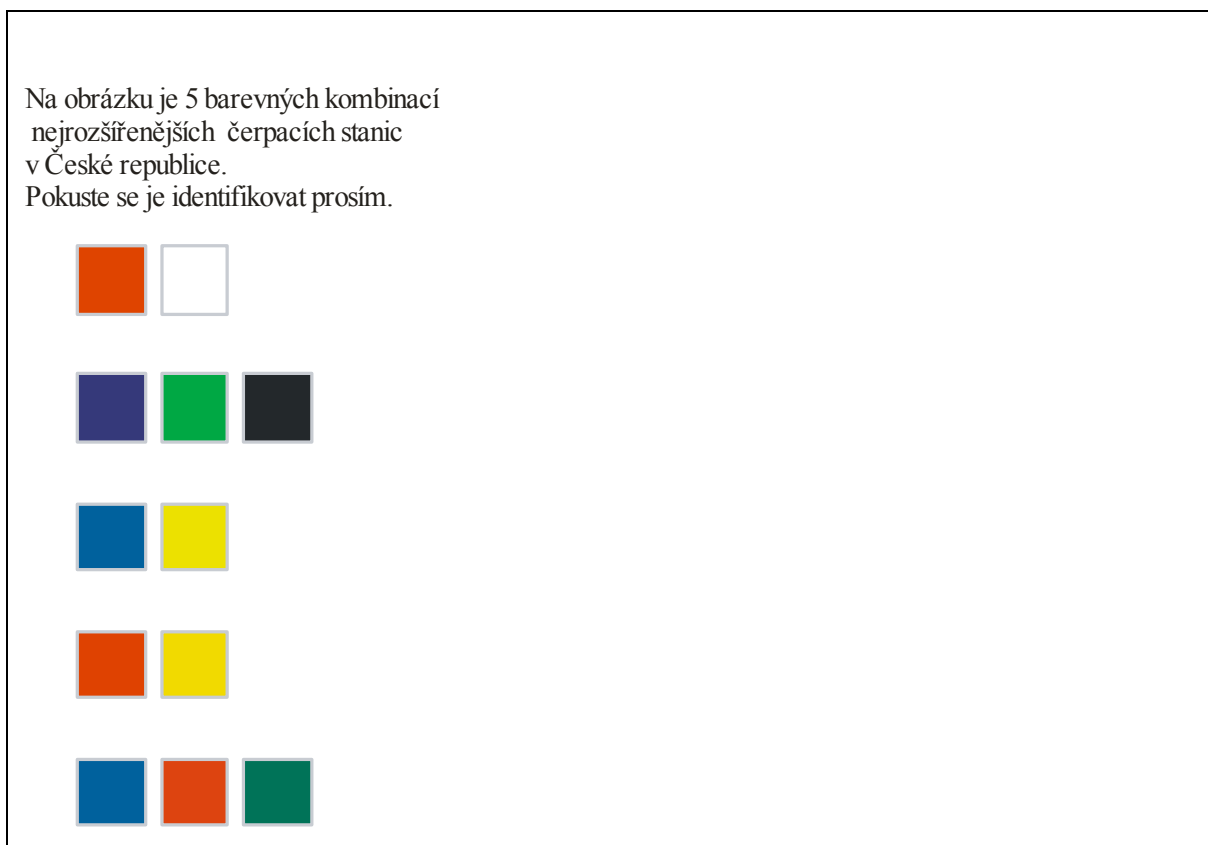 Na obrázku je 5 barevných kombinací
nejrozšířenějších čerpacích stanic
v České republice.
Pokuste se je identifikovat prosím.